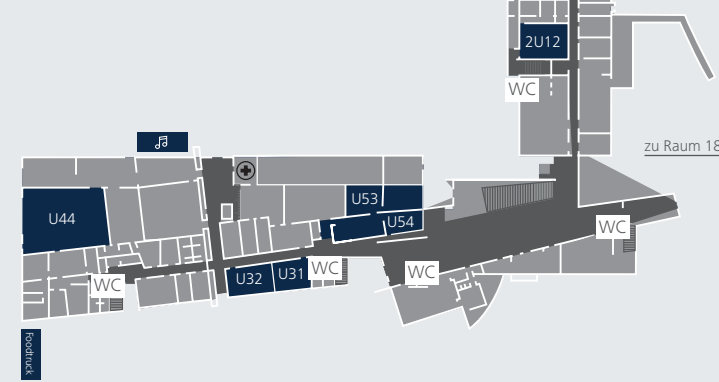 2U12
WC
zu Raum 18
U53
U44
U54
WC
U32
U31
WC
WC
WC
Foodtruck